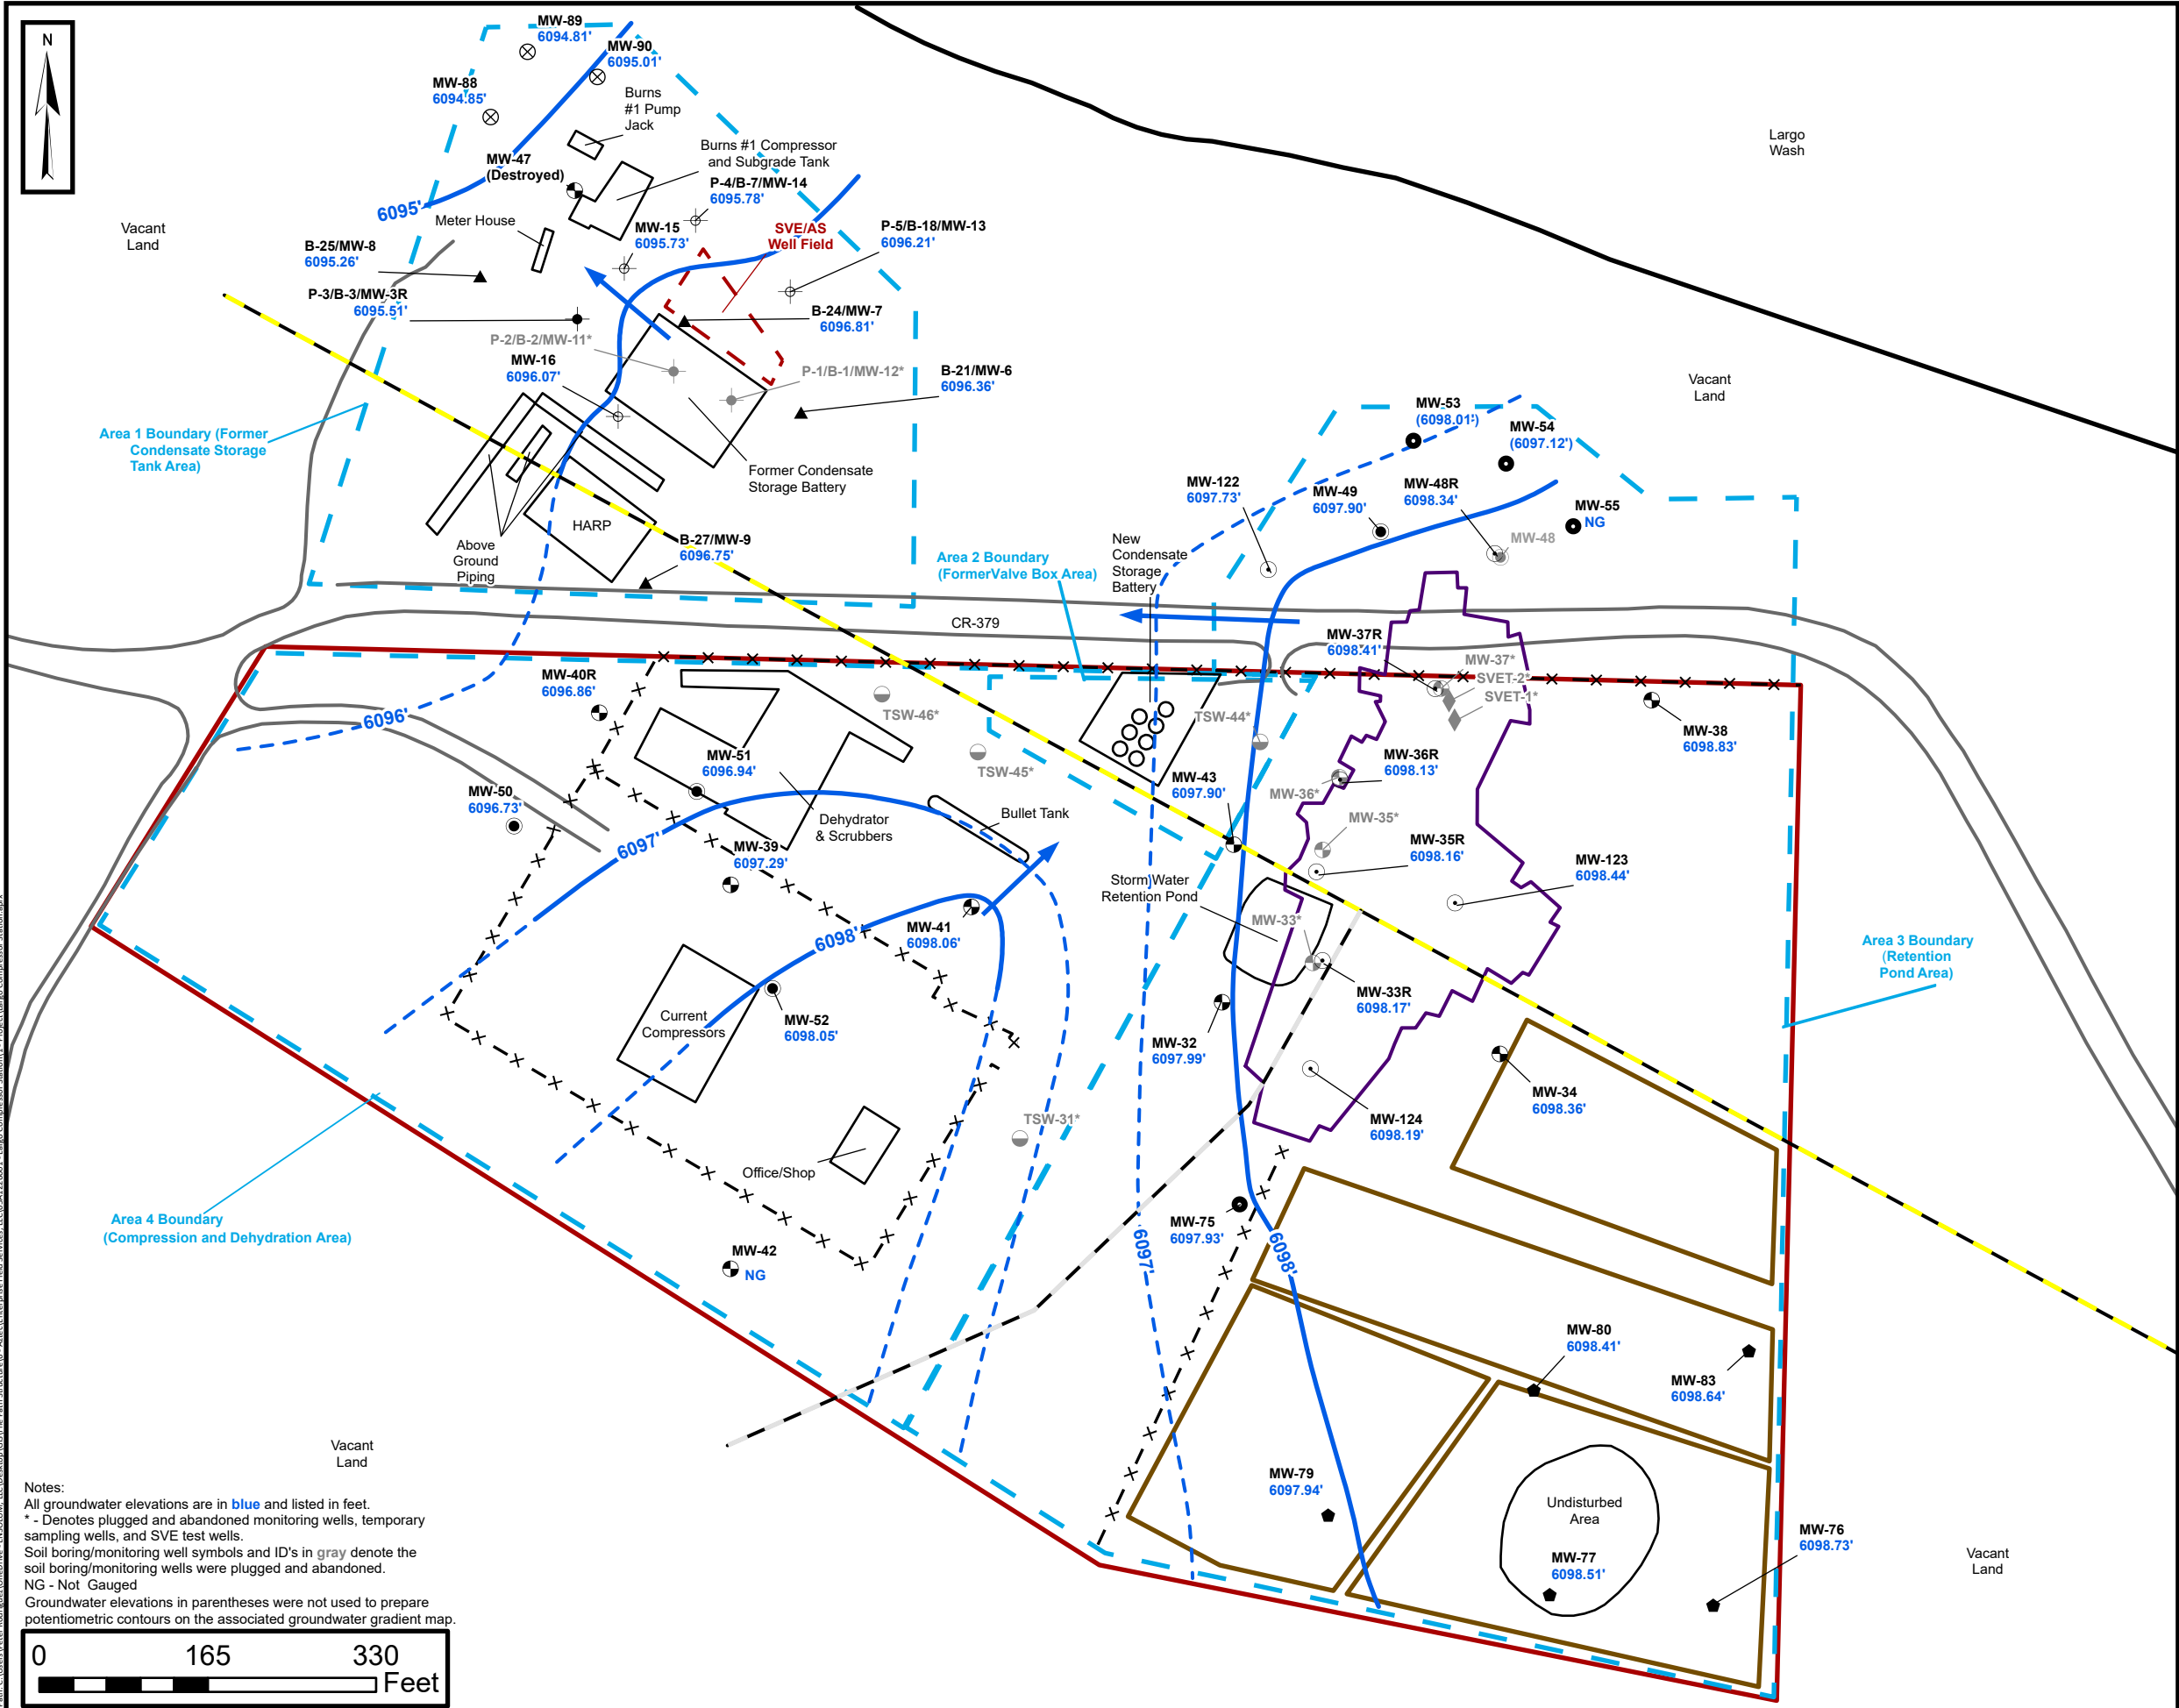 N
MW-89
6094.81'
MW-90
6095.01'
MW-88
6094.85'
Burns
#1 Pump
Jack
Largo
Wash
Burns #1 Compressor
and Subgrade Tank
MW-47
(Destroyed)
P-4/B-7/MW-14
6095.78'
6095'
Meter House
MW-15
6095.73'
SVE/AS
Well Field
P-5/B-18/MW-13
6096.21'
Vacant
Land
B-25/MW-8
6095.26'
P-3/B-3/MW-3R
6095.51'
B-24/MW-7
6096.81'
P-2/B-2/MW-11*
MW-16
6096.07'
P-1/B-1/MW-12*
B-21/MW-6
6096.36'
Vacant
Land
MW-53
(6098.01')
MW-54
(6097.12')
Area 1 Boundary (Former
Condensate Storage
Tank Area)
Former Condensate
Storage Battery
MW-122
6097.73'
MW-49
6097.90'
MW-48R
6098.34'
MW-55
NG
MW-48
HARP
Above
Ground
Piping
B-27/MW-9
6096.75'
New
Condensate
Storage
Battery
Area 2 Boundary
(FormerValve Box Area)
CR-379
MW-37R
6098.41'
MW-37*
SVET-2*
SVET-1*
MW-40R
6096.86'
6096'
TSW-46*
TSW-44*
MW-38
6098.83'
MW-51
6096.94'
TSW-45*
MW-36R
6098.13'
MW-43
6097.90'
MW-36*
MW-50
6096.73'
Dehydrator
& Scrubbers
Bullet Tank
MW-35*
6097'
MW-39
6097.29'
MW-35R
6098.16'
MW-123
6098.44'
Storm Water
Retention Pond
MW-33*
MW-41
6098.06'
6098'
Area 3 Boundary
(Retention
Pond Area)
MW-33R
6098.17'
Current
Compressors
MW-52
6098.05'
MW-32
6097.99'
MW-34
6098.36'
TSW-31*
MW-124
6098.19'
Office/Shop
Area 4 Boundary
(Compression and Dehydration Area)
MW-75
6097.93'
6097'
6098'
MW-42
NG
MW-80
6098.41'
MW-83
6098.64'
Vacant
Land
MW-79
6097.94'
Undisturbed
Area
MW-77
6098.51'
MW-76
6098.73'
Vacant
Land
Notes:
All groundwater elevations are in blue and listed in feet.
* - Denotes plugged and abandoned monitoring wells, temporary
sampling wells, and SVE test wells.
Soil boring/monitoring well symbols and ID's in gray denote the
soil boring/monitoring wells were plugged and abandoned.
NG - Not Gauged
Groundwater elevations in parentheses were not used to prepare
potentiometric contours on the associated groundwater gradient map.
0 165 330
Feet